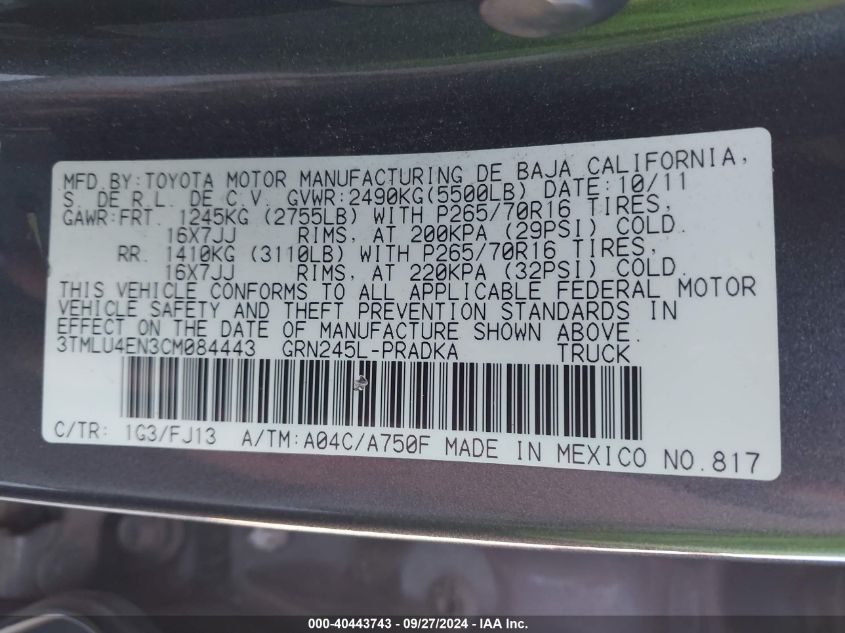 MFD.BY:TOYOTA MOTOR MANUFACTURING DE BAJA CALIFORNIA,
S. DE R.L. DE C.V. GVWR:2490KG(5500LB) DATE:10/11
GAWR:FRT. 1245KG (2755LB) WITH P265/70R16 TIRES,
16X7JJ RIMS, AT 200KPA (29PSI) COLD.
RR. 1410KG (3110LB) WITH P265/70R16 TIRES,
16X7JJ RIMS, AT 220KPA (32PSI) COLD.
THIS VEHICLE CONFORMS TO ALL APPLICABLE FEDERAL MOTOR
VEHICLE SAFETY AND THEFT PREVENTION STANDARDS IN
EFFECT ON THE DATE OF MANUFACTURE SHOWN ABOVE.
3TMLU4EN3CM084443 GRN245L-PRADKA TRUCK
C/TR: 1G3/FJ13 A/TM:A04C/A750F MADE IN MEXICO NO.817
000-40443743 - 09/27/2024 - IAA Inc.